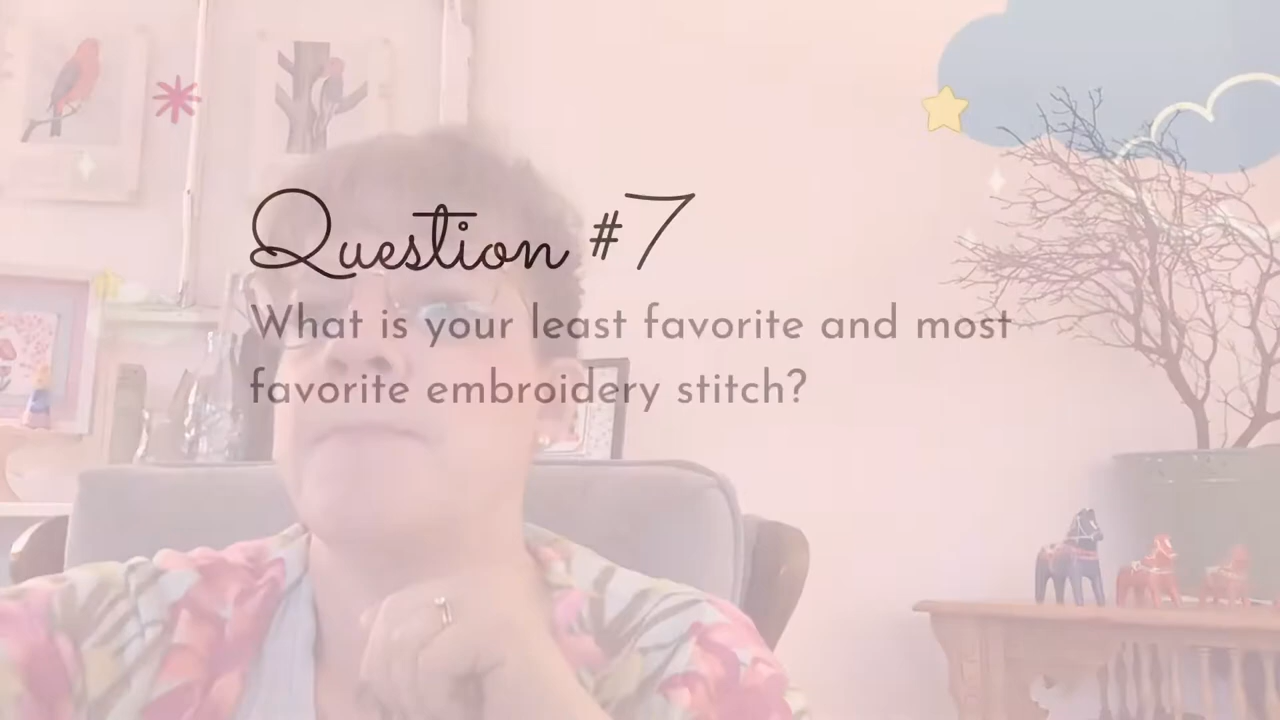 Question #7
What is your least favorite and most
favorite embroidery stitch?